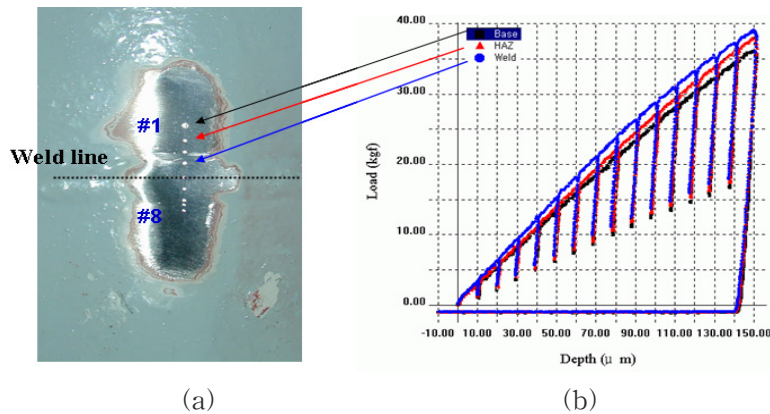 #1
Weld line
#8
40.00
30.00
20.00
10.00
0.00
Load (kgf)
Base
HAZ
Weld
-10.00 10.00 30.00 50.00 70.00 90.00 110.00 130.00 150.00
Depth (μ m)
(a)
(b)